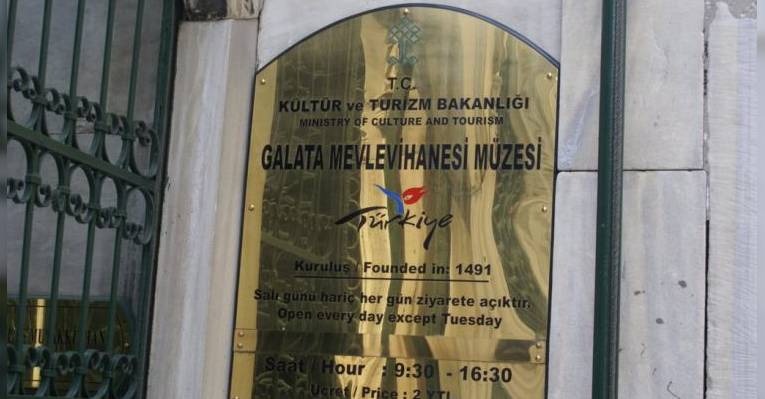 T.C.
KÜLTÜR ve TURİZM BAKANLIĞI
MINISTRY OF CULTURE AND TOURISM
GALATA MEVLEVİHANESİ MÜZESİ
Türkiye
Kuruluş / Founded in: 1491
Salı günü hariç her gün ziyarete açıktır.
Open every day except Tuesday
Saat / Hour : 9:30 - 16:30
Ücret / Price : 2 YTL